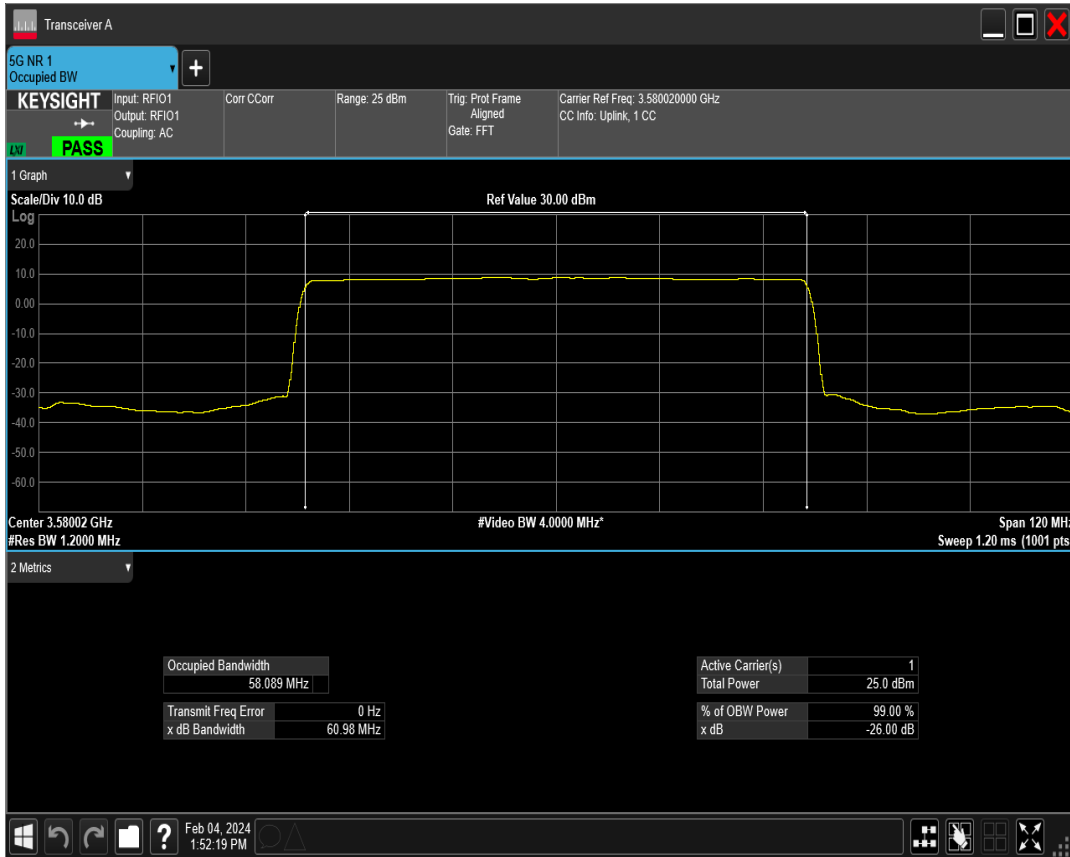 Transceiver A
5G NR 1
Occupied BW
+
KEYSIGHT
LXI
PASS
Input: RFIO1
Output: RFIO1
Coupling: AC
Corr CCorr
Range: 25 dBm
Trig: Prot Frame
Aligned
Gate: FFT
Carrier Ref Freq: 3.580020000 GHz
CC Info: Uplink, 1 CC
1 Graph
Scale/Div 10.0 dB
Ref Value 30.00 dBm
Log
20.0
10.0
0.00
-10.0
-20.0
-30.0
-40.0
-50.0
-60.0
Center 3.58002 GHz
#Video BW 4.0000 MHz*
Span 120 MHz
#Res BW 1.2000 MHz
Sweep 1.20 ms (1001 pts
2 Metrics
Occupied Bandwidth
58.089 MHz
Transmit Freq Error 0 Hz
x dB Bandwidth 60.98 MHz
Active Carrier(s) 1
Total Power 25.0 dBm
% of OBW Power 99.00 %
x dB -26.00 dB
?
Feb 04, 2024
1:52:19 PM